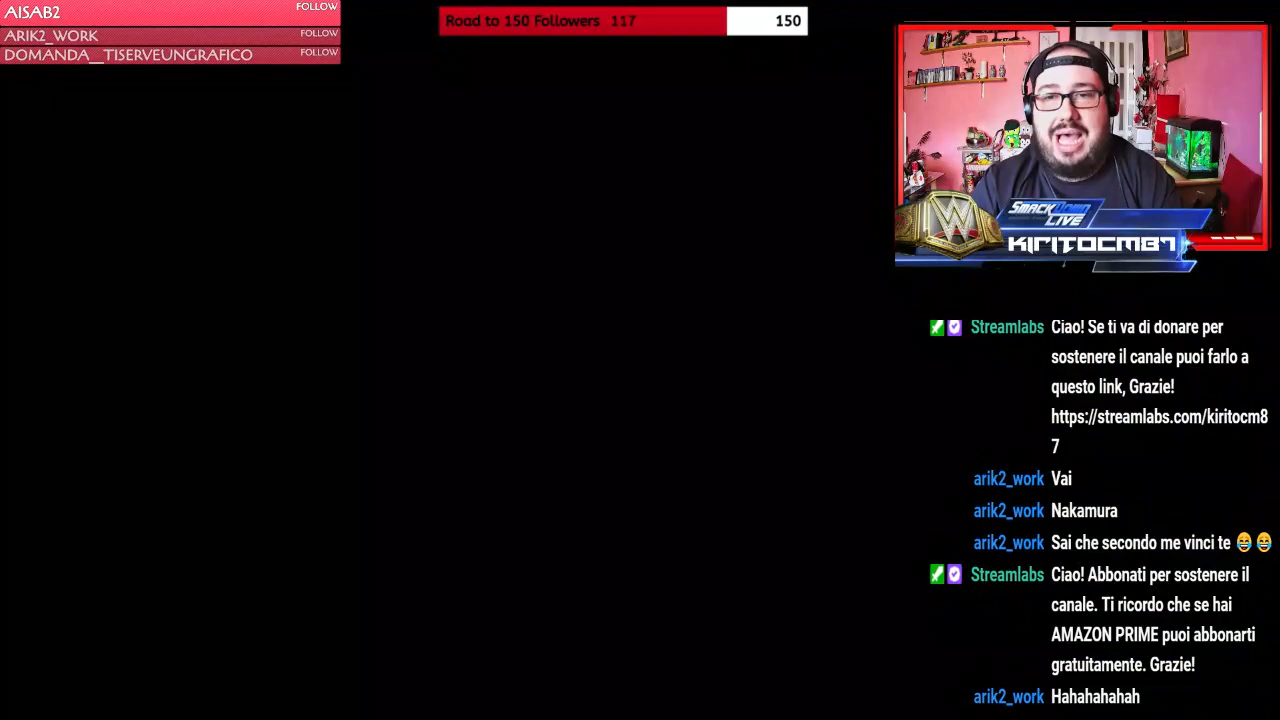 AISAB2 FOLLOW
ARIK2_WORK FOLLOW
DOMANDA__TISERVEUNGRAFICO FOLLOW
Road to 150 Followers 117 150
W
SMACKDOWN
LIVE
KIRITOCM87
Streamlabs Ciao! Se ti va di donare per
sostenere il canale puoi farlo a
questo link, Grazie!
https://streamlabs.com/kiritocm8
7
arik2_work Vai
arik2_work Nakamura
arik2_work Sai che secondo me vinci te 😂😂
Streamlabs Ciao! Abbonati per sostenere il
canale. Ti ricordo che se hai
AMAZON PRIME puoi abbonarti
gratuitamente. Grazie!
arik2_work Hahahahahah